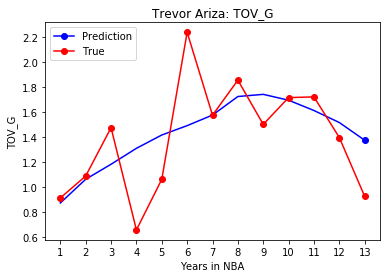 Trevor Ariza: TOV_G
Prediction
True
2.2
2.0
1.8
1.6
1.4
1.2
1.0
0.8
0.6
TOV_G
1 2 3 4 5 6 7 8 9 10 11 12 13
Years in NBA